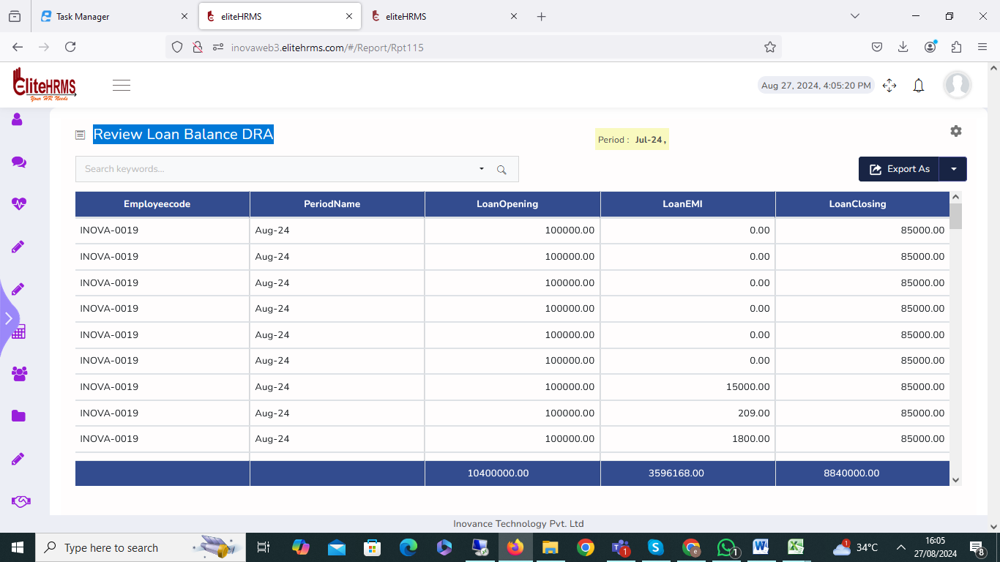 Task Manager
eliteHRMS
eliteHRMS
inovaweb3.elitehrms.com/#/Report/Rpt115
EliteHRMS
Your HR Needs
Aug 27, 2024, 4:05:20 PM
Review Loan Balance DRA
Period : Jul-24 ,
Search keywords...
Export As
Employeecode PeriodName LoanOpening LoanEMI LoanClosing
INOVA-0019 Aug-24 100000.00 0.00 85000.00
INOVA-0019 Aug-24 100000.00 0.00 85000.00
INOVA-0019 Aug-24 100000.00 0.00 85000.00
INOVA-0019 Aug-24 100000.00 0.00 85000.00
INOVA-0019 Aug-24 100000.00 0.00 85000.00
INOVA-0019 Aug-24 100000.00 0.00 85000.00
INOVA-0019 Aug-24 100000.00 15000.00 85000.00
INOVA-0019 Aug-24 100000.00 209.00 85000.00
INOVA-0019 Aug-24 100000.00 1800.00 85000.00
10400000.00 3596168.00 8840000.00
Inovance Technology Pvt. Ltd
Type here to search
1
1
1
34°C
16:05
27/08/2024
8